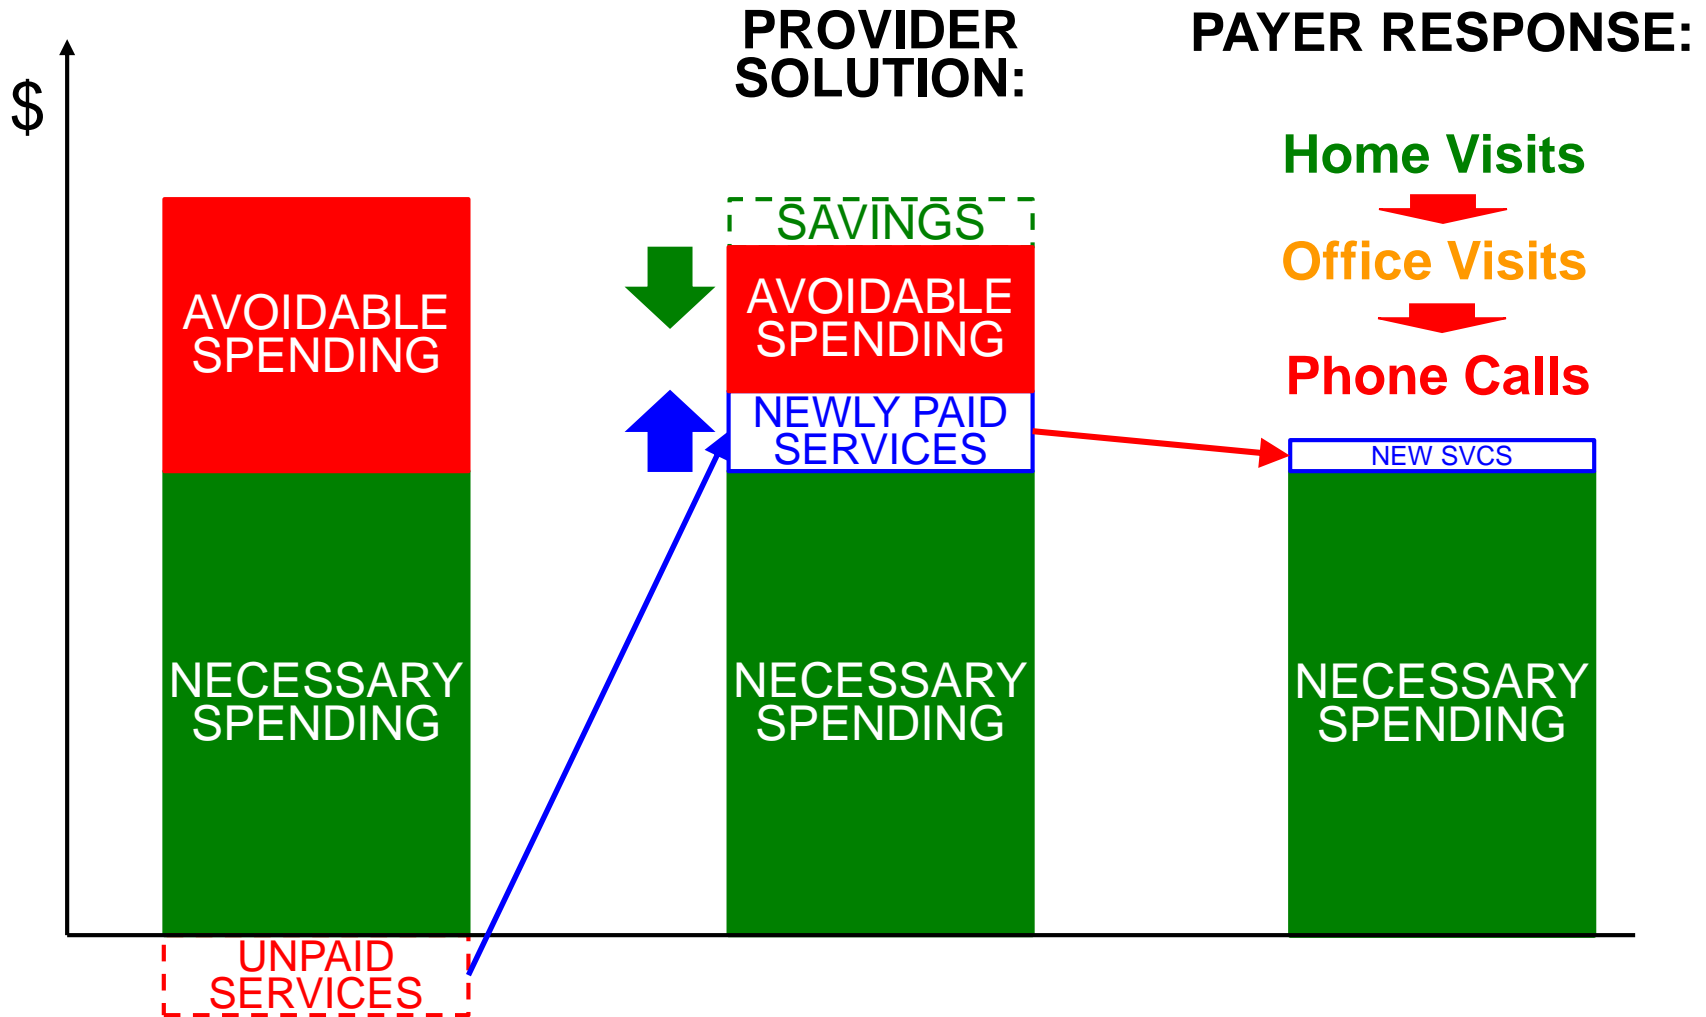 PROVIDER
SOLUTION:
PAYER RESPONSE:
$
Home Visits
Office Visits
Phone Calls
AVOIDABLE
SPENDING
NECESSARY
SPENDING
UNPAID
SERVICES
SAVINGS
AVOIDABLE
SPENDING
NEWLY PAID
SERVICES
NECESSARY
SPENDING
NEW SVCS
NECESSARY
SPENDING